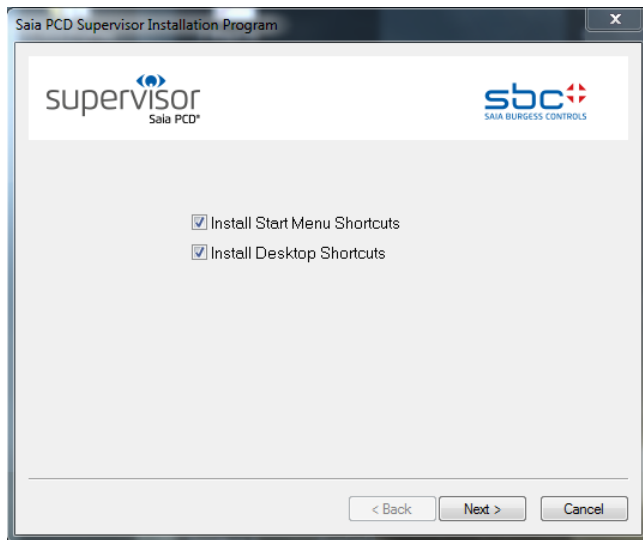 Saia PCD Supervisor Installation Program
x
supervisor
Saia PCD®
sbc
SAIA BURGESS CONTROLS
Install Start Menu Shortcuts
Install Desktop Shortcuts
< Back Next > Cancel